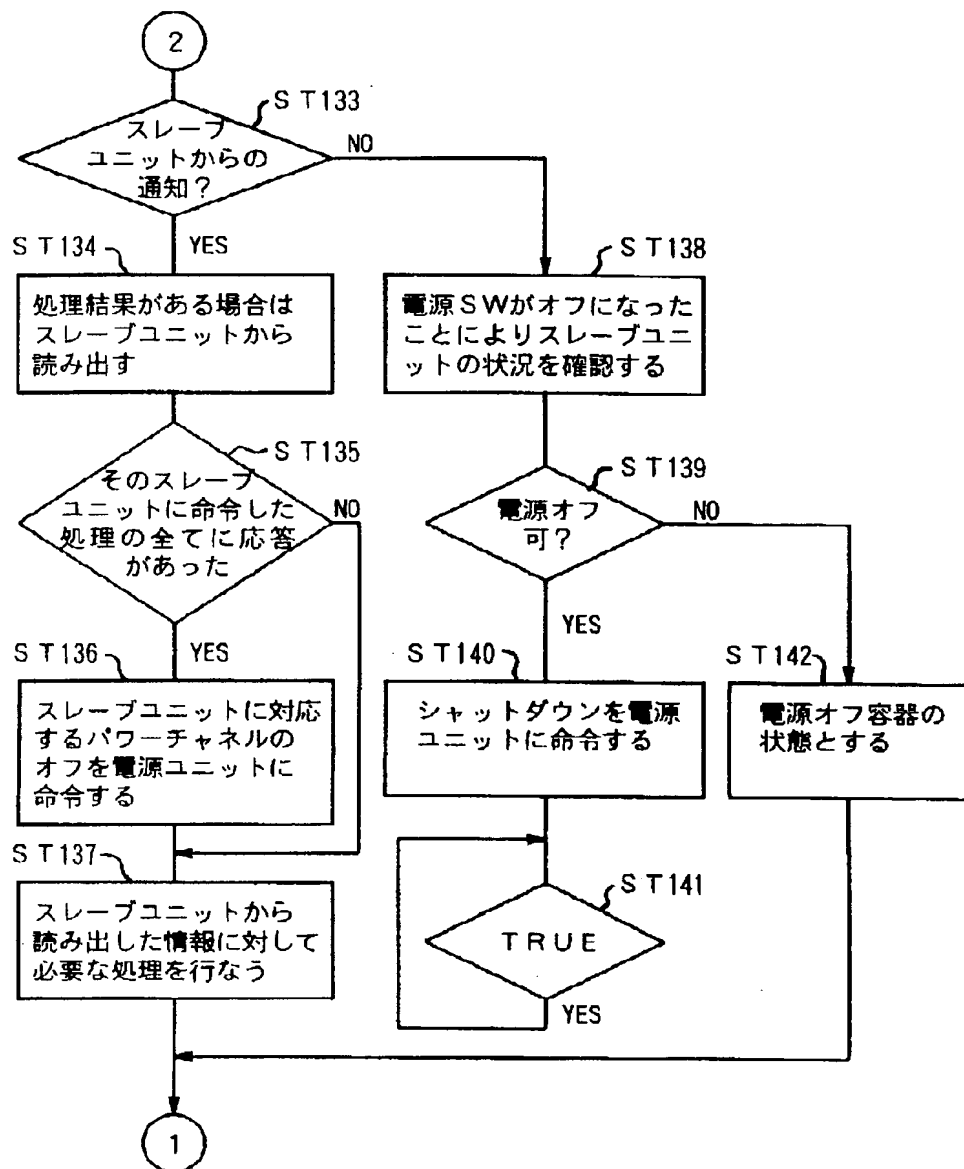 2
ST133
スレーブ
ユニットからの
通知？
NO
YES
ST134
処理結果がある場合は
スレーブユニットから
読み出す
ST135
そのスレーブ
ユニットに命令した
処理の全てに応答
があった
NO
YES
ST136
スレーブユニットに対応
するパワーチャネルの
オフを電源ユニットに
命令する
ST137
スレーブユニットから
読み出した情報に対して
必要な処理を行なう
1
ST138
電源SWがオフになった
ことによりスレーブユニ
ットの状況を確認する
ST139
電源オフ
可？
NO
YES
ST140
シャットダウンを電源
ユニットに命令する
ST141
TRUE
YES
ST142
電源オフ容器の
状態とする